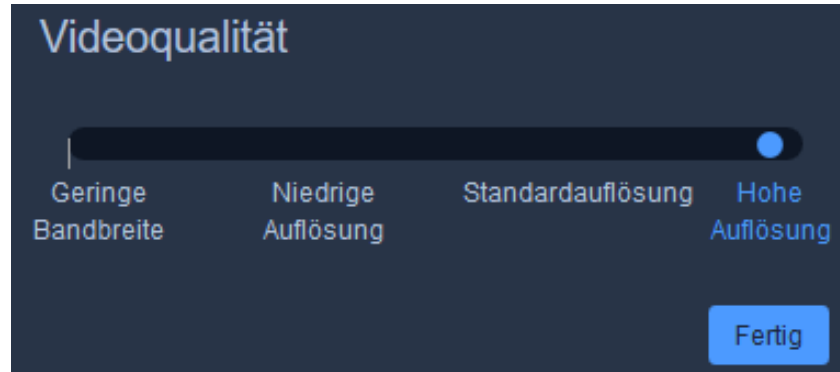 Videoqualität
Geringe Bandbreite
Niedrige Auflösung
Standardauflösung
Hohe Auflösung
Fertig